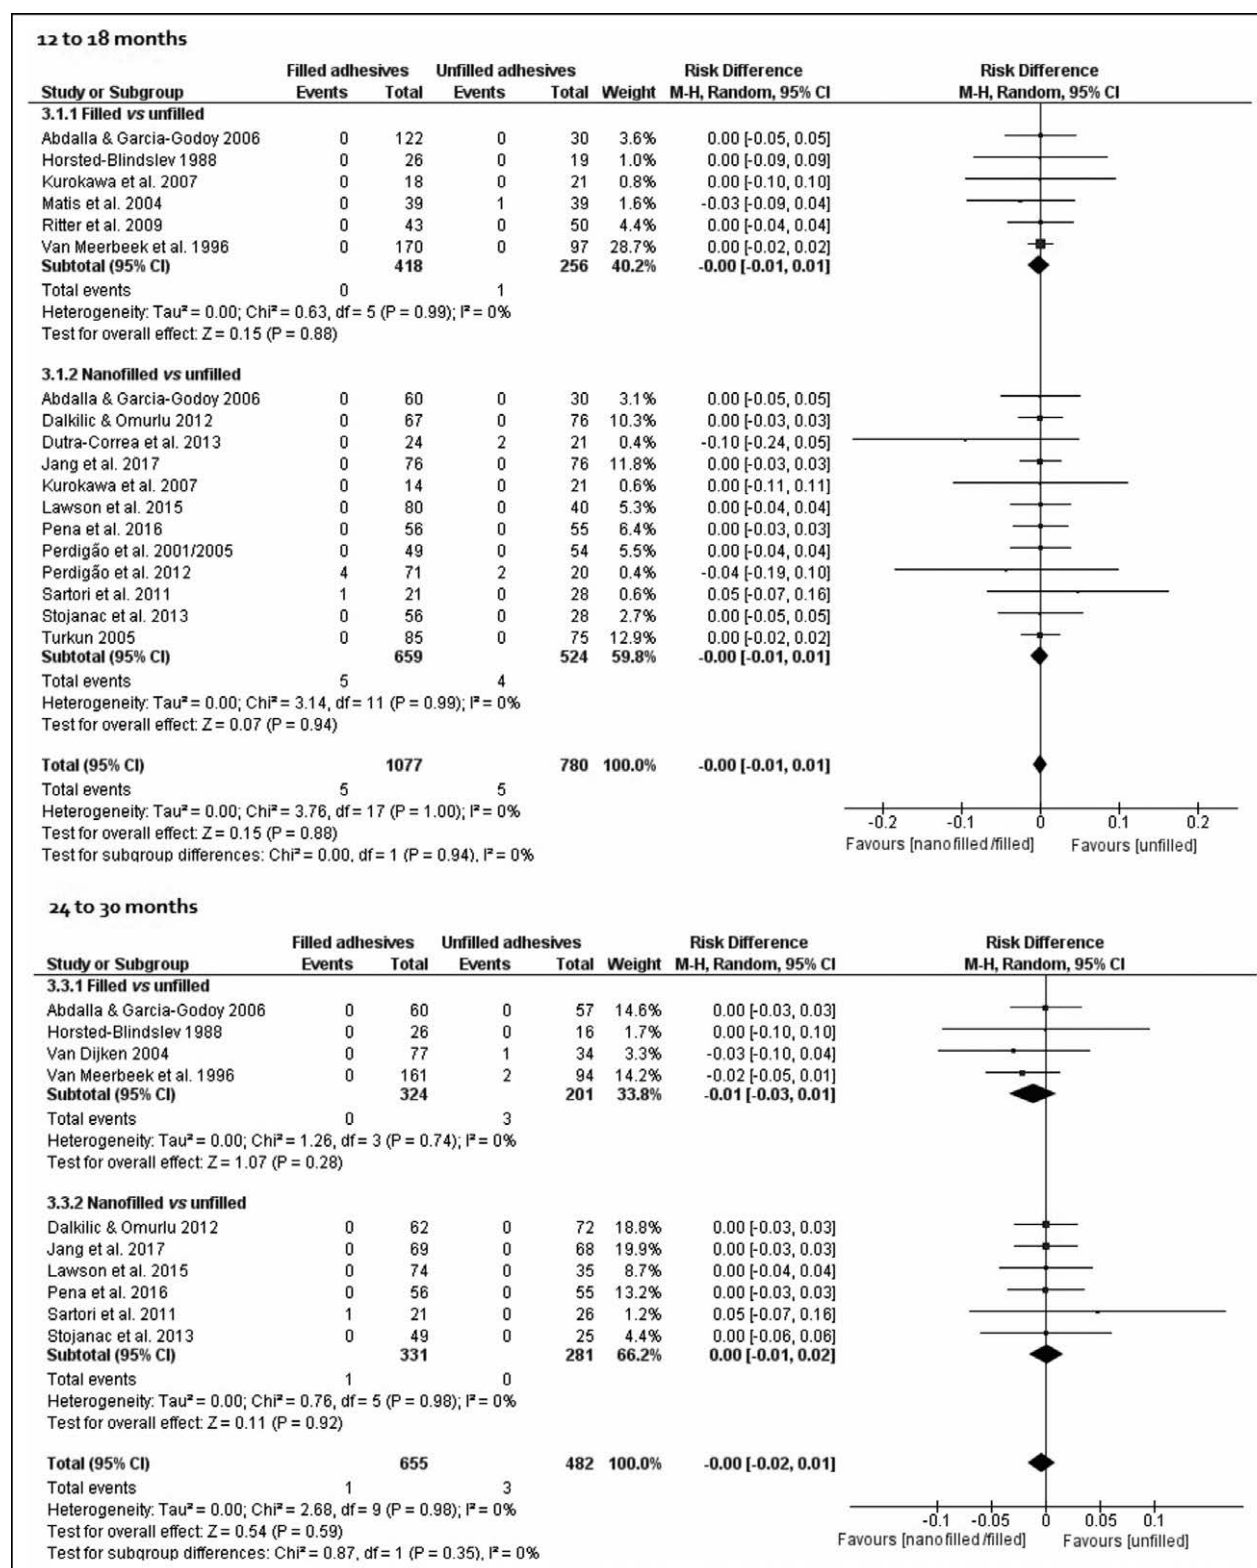 12 to 18 months
Filled adhesives Unfilled adhesives Risk Difference Risk Difference
Study or Subgroup Events Total Events Total Weight M-H, Random, 95% CI M-H, Random, 95% CI
3.1.1 Filled vs unfilled
Abdalla & Garcia-Godoy 2006 0 122 0 30 3.6% 0.00 [-0.05, 0.05]
Horsted-Blindslev 1988 0 26 0 19 1.0% 0.00 [-0.09, 0.09]
Kurokawa et al. 2007 0 18 0 21 0.8% 0.00 [-0.10, 0.10]
Matis et al. 2004 0 39 1 39 1.6% -0.03 [-0.09, 0.04]
Ritter et al. 2009 0 43 0 50 4.4% 0.00 [-0.04, 0.04]
Van Meerbeek et al. 1996 0 170 0 97 28.7% 0.00 [-0.02, 0.02]
Subtotal (95% CI) 418 256 40.2% -0.00 [-0.01, 0.01]
Total events 0 1
Heterogeneity: Tau² = 0.00; Chi² = 0.63, df = 5 (P = 0.99); I² = 0%
Test for overall effect: Z = 0.15 (P = 0.88)
3.1.2 Nanofilled vs unfilled
Abdalla & Garcia-Godoy 2006 0 60 0 30 3.1% 0.00 [-0.05, 0.05]
Dalkilic & Omurlu 2012 0 67 0 76 10.3% 0.00 [-0.03, 0.03]
Dutra-Correa et al. 2013 0 24 2 21 0.4% -0.10 [-0.24, 0.05]
Jang et al. 2017 0 76 0 76 11.8% 0.00 [-0.03, 0.03]
Kurokawa et al. 2007 0 14 0 21 0.6% 0.00 [-0.11, 0.11]
Lawson et al. 2015 0 80 0 40 5.3% 0.00 [-0.04, 0.04]
Pena et al. 2016 0 56 0 55 6.4% 0.00 [-0.03, 0.03]
Perdigão et al. 2001/2005 0 49 0 54 5.5% 0.00 [-0.04, 0.04]
Perdigão et al. 2012 4 71 2 20 0.4% -0.04 [-0.19, 0.10]
Sartori et al. 2011 1 21 0 28 0.6% 0.05 [-0.07, 0.16]
Stojanac et al. 2013 0 56 0 28 2.7% 0.00 [-0.05, 0.05]
Turkun 2005 0 85 0 75 12.9% 0.00 [-0.02, 0.02]
Subtotal (95% CI) 659 524 59.8% -0.00 [-0.01, 0.01]
Total events 5 4
Heterogeneity: Tau² = 0.00; Chi² = 3.14, df = 11 (P = 0.99); I² = 0%
Test for overall effect: Z = 0.07 (P = 0.94)
Total (95% CI) 1077 780 100.0% -0.00 [-0.01, 0.01]
Total events 5 5
Heterogeneity: Tau² = 0.00; Chi² = 3.76, df = 17 (P = 1.00); I² = 0%
Test for overall effect: Z = 0.15 (P = 0.88)
Test for subgroup differences: Chi² = 0.00, df = 1 (P = 0.94), I² = 0%
-0.2 -0.1 0 0.1 0.2
Favours [nanofilled/filled] Favours [unfilled]
24 to 30 months
Filled adhesives Unfilled adhesives Risk Difference Risk Difference
Study or Subgroup Events Total Events Total Weight M-H, Random, 95% CI M-H, Random, 95% CI
3.3.1 Filled vs unfilled
Abdalla & Garcia-Godoy 2006 0 60 0 57 14.6% 0.00 [-0.03, 0.03]
Horsted-Blindslev 1988 0 26 0 16 1.7% 0.00 [-0.10, 0.10]
Van Dijken 2004 0 77 1 34 3.3% -0.03 [-0.10, 0.04]
Van Meerbeek et al. 1996 0 161 2 94 14.2% -0.02 [-0.05, 0.01]
Subtotal (95% CI) 324 201 33.8% -0.01 [-0.03, 0.01]
Total events 0 3
Heterogeneity: Tau² = 0.00; Chi² = 1.26, df = 3 (P = 0.74); I² = 0%
Test for overall effect: Z = 1.07 (P = 0.28)
3.3.2 Nanofilled vs unfilled
Dalkilic & Omurlu 2012 0 62 0 72 18.8% 0.00 [-0.03, 0.03]
Jang et al. 2017 0 69 0 68 19.9% 0.00 [-0.03, 0.03]
Lawson et al. 2015 0 74 0 35 8.7% 0.00 [-0.04, 0.04]
Pena et al. 2016 0 56 0 55 13.2% 0.00 [-0.03, 0.03]
Sartori et al. 2011 1 21 0 26 1.2% 0.05 [-0.07, 0.16]
Stojanac et al. 2013 0 49 0 25 4.4% 0.00 [-0.06, 0.06]
Subtotal (95% CI) 331 281 66.2% 0.00 [-0.01, 0.02]
Total events 1 0
Heterogeneity: Tau² = 0.00; Chi² = 0.76, df = 5 (P = 0.98); I² = 0%
Test for overall effect: Z = 0.11 (P = 0.92)
Total (95% CI) 655 482 100.0% -0.00 [-0.02, 0.01]
Total events 1 3
Heterogeneity: Tau² = 0.00; Chi² = 2.68, df = 9 (P = 0.98); I² = 0%
Test for overall effect: Z = 0.54 (P = 0.59)
Test for subgroup differences: Chi² = 0.87, df = 1 (P = 0.35), I² = 0%
-0.1 -0.05 0 0.05 0.1
Favours [nanofilled/filled] Favours [unfilled]